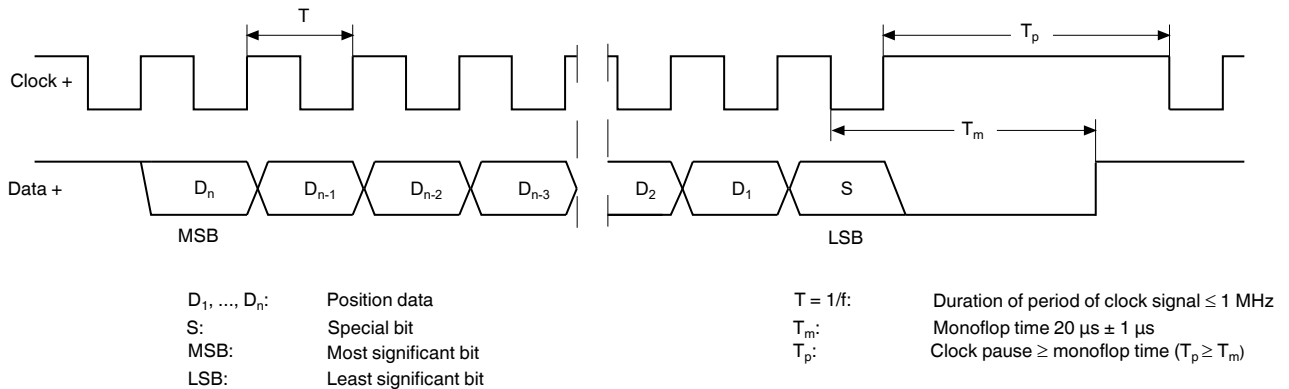 T
Tp
Clock +
Tm
Data +
Dn
Dn-1
Dn-2
Dn-3
D2
D1
S
MSB
LSB
D1, ..., Dn: Position data
S: Special bit
MSB: Most significant bit
LSB: Least significant bit
T = 1/f: Duration of period of clock signal ≤ 1 MHz
Tm: Monoflop time 20 µs ± 1 µs
Tp: Clock pause ≥ monoflop time (Tp ≥ Tm)